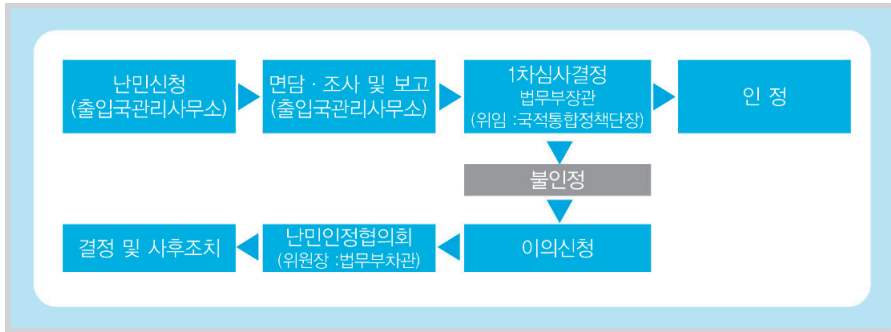 난민신청
(출입국관리사무소)
면담 · 조사 및 보고
(출입국관리사무소)
1차심사결정
법무부장관
(위임 :국적통합정책단장)
인 정
불인정
이의신청
난민인정협의회
(위원장 :법무부차관)
결정 및 사후조치